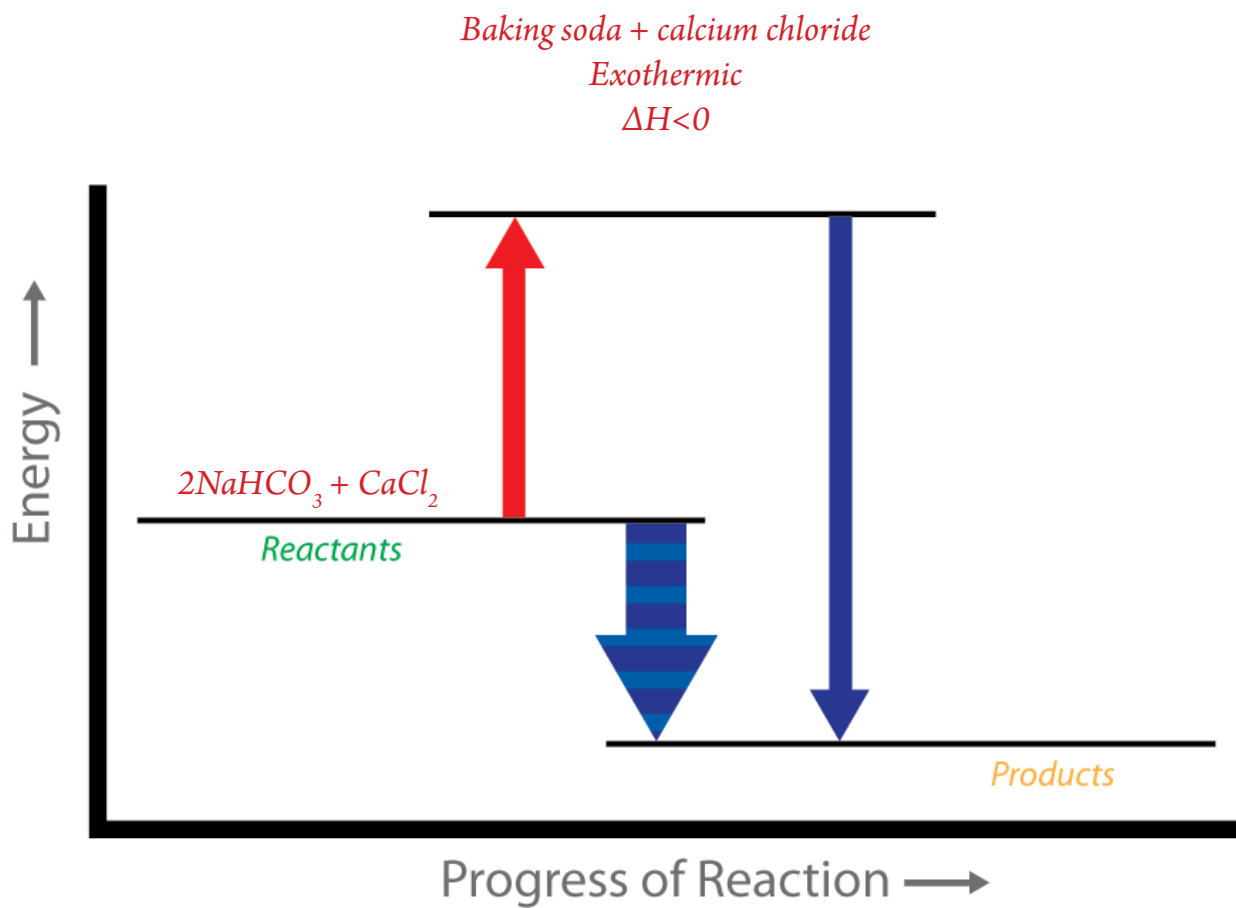 Baking soda + calcium chloride
Exothermic
ΔH<0
Energy
2NaHCO₃ + CaCl₂
Reactants
Products
Progress of Reaction